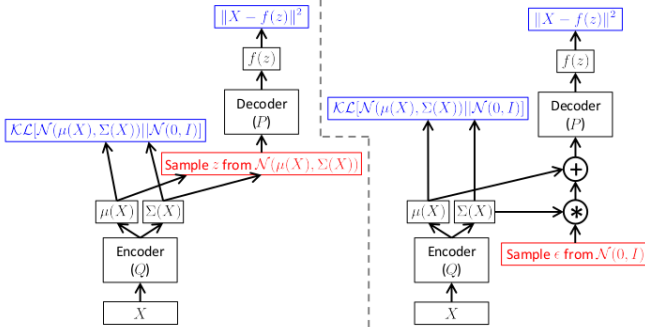 ‖X − f(z)‖²
f(z)
Decoder
(P)
𝒦ℒ[𝒩(μ(X), Σ(X))||𝒩(0, I)]
Sample z from 𝒩(μ(X), Σ(X))
μ(X)
Σ(X)
Encoder
(Q)
X
‖X − f(z)‖²
f(z)
Decoder
(P)
𝒦ℒ[𝒩(μ(X), Σ(X))||𝒩(0, I)]
+
μ(X)
Σ(X)
*
Encoder
(Q)
Sample ϵ from 𝒩(0, I)
X